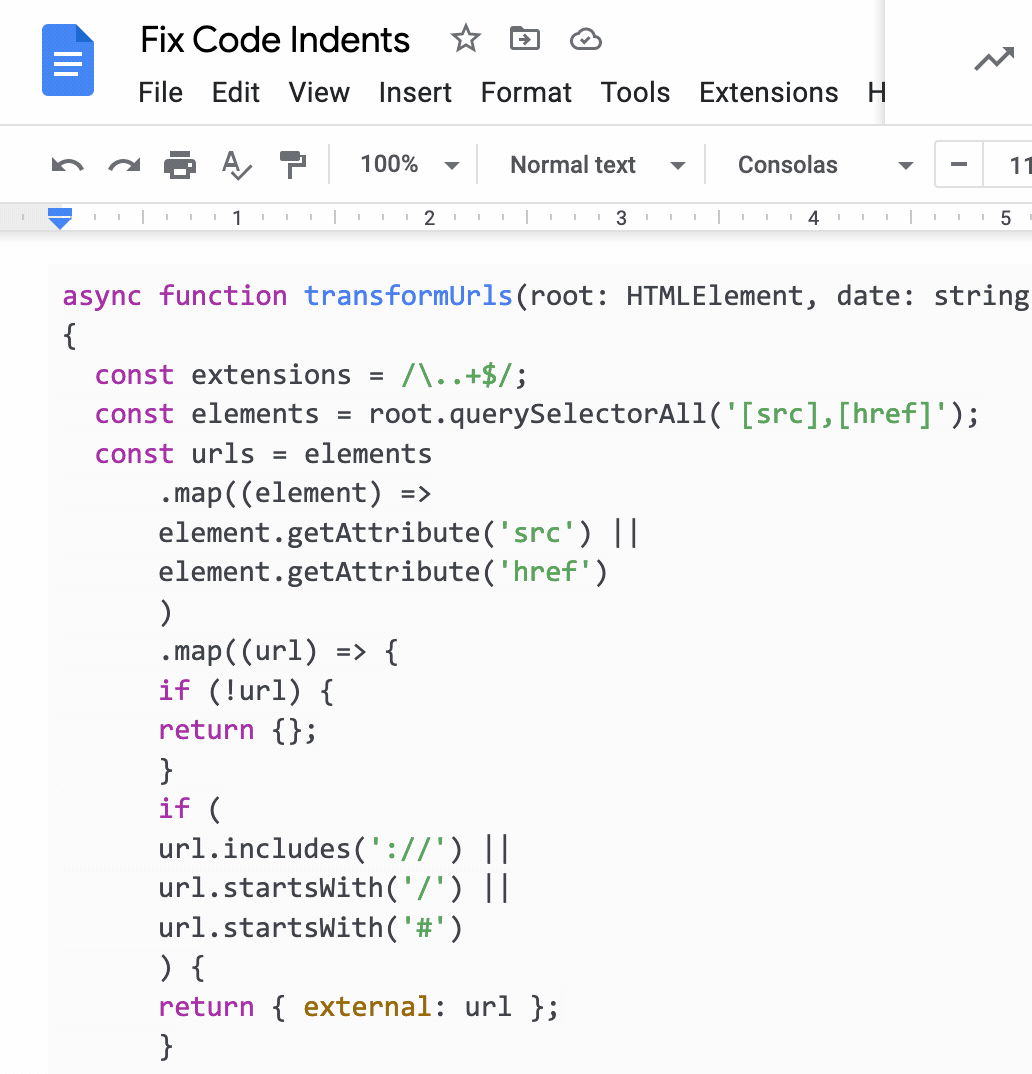 Fix Code Indents
File Edit View Insert Format Tools Extensions H
100% Normal text Consolas 11
1 2 3 4 5
async function transformUrls(root: HTMLElement, date: string
{
  const extensions = /\..+$/;
  const elements = root.querySelectorAll('[src],[href]');
  const urls = elements
      .map((element) =>
      element.getAttribute('src') ||
      element.getAttribute('href')
      )
      .map((url) => {
      if (!url) {
      return {};
      }
      if (
      url.includes('://') ||
      url.startsWith('/') ||
      url.startsWith('#')
      ) {
      return { external: url };
      }